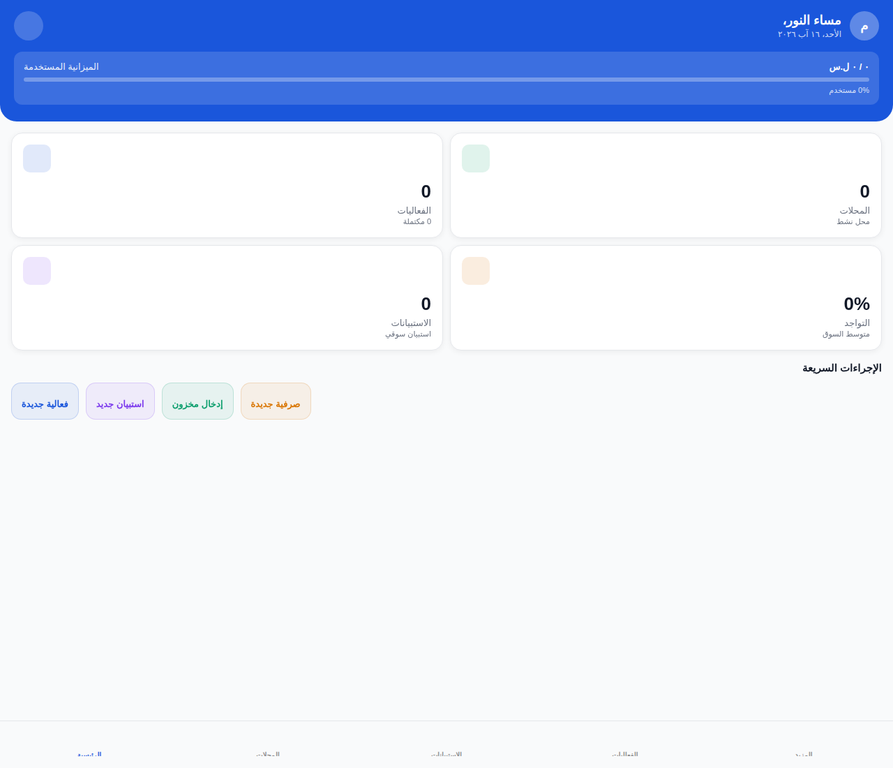 م
مساء النور،
الأحد، ١٦ آب ٢٠٢٦
٠ / ٠ ل.س
الميزانية المستخدمة
0% مستخدم
0
المحلات
محل نشط
0
الفعاليات
0 مكتملة
0%
التواجد
متوسط السوق
0
الاستبيانات
استبيان سوقي
الإجراءات السريعة
صرفية جديدة
إدخال مخزون
استبيان جديد
فعالية جديدة
المزيد
الفعاليات
الاستبيانات
المحلات
الرئيسية